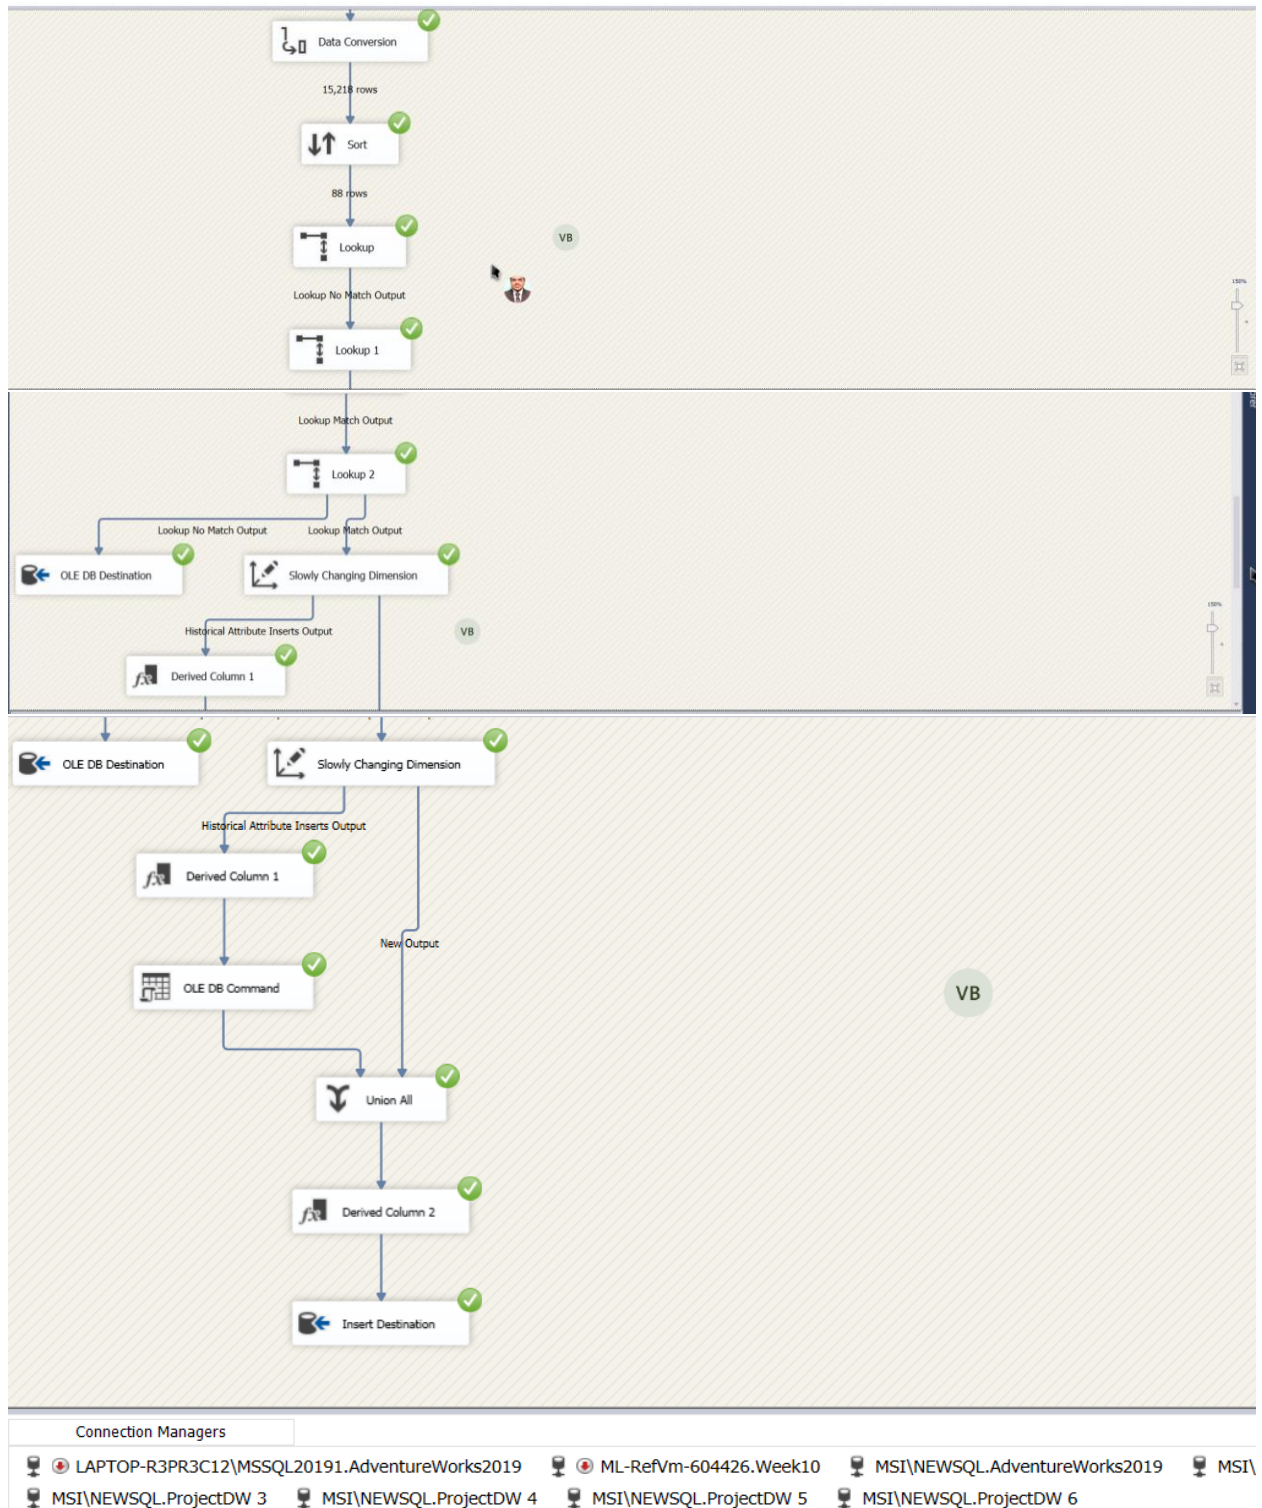 Data Conversion
15,218 rows
Sort
88 rows
Lookup
VB
Lookup No Match Output
150%
Lookup 1
Lookup Match Output
Lookup 2
Lookup No Match Output
Lookup Match Output
OLE DB Destination
Slowly Changing Dimension
150%
Historical Attribute Inserts Output
VB
Derived Column 1
OLE DB Destination
Slowly Changing Dimension
Historical Attribute Inserts Output
Derived Column 1
New Output
OLE DB Command
VB
Union All
Derived Column 2
Insert Destination
Connection Managers
LAPTOP-R3PR3C12\MSSQL20191.AdventureWorks2019 ML-RefVm-604426.Week10 MSI\NEWSQL.AdventureWorks2019 MSI\
MSI\NEWSQL.ProjectDW 3 MSI\NEWSQL.ProjectDW 4 MSI\NEWSQL.ProjectDW 5 MSI\NEWSQL.ProjectDW 6